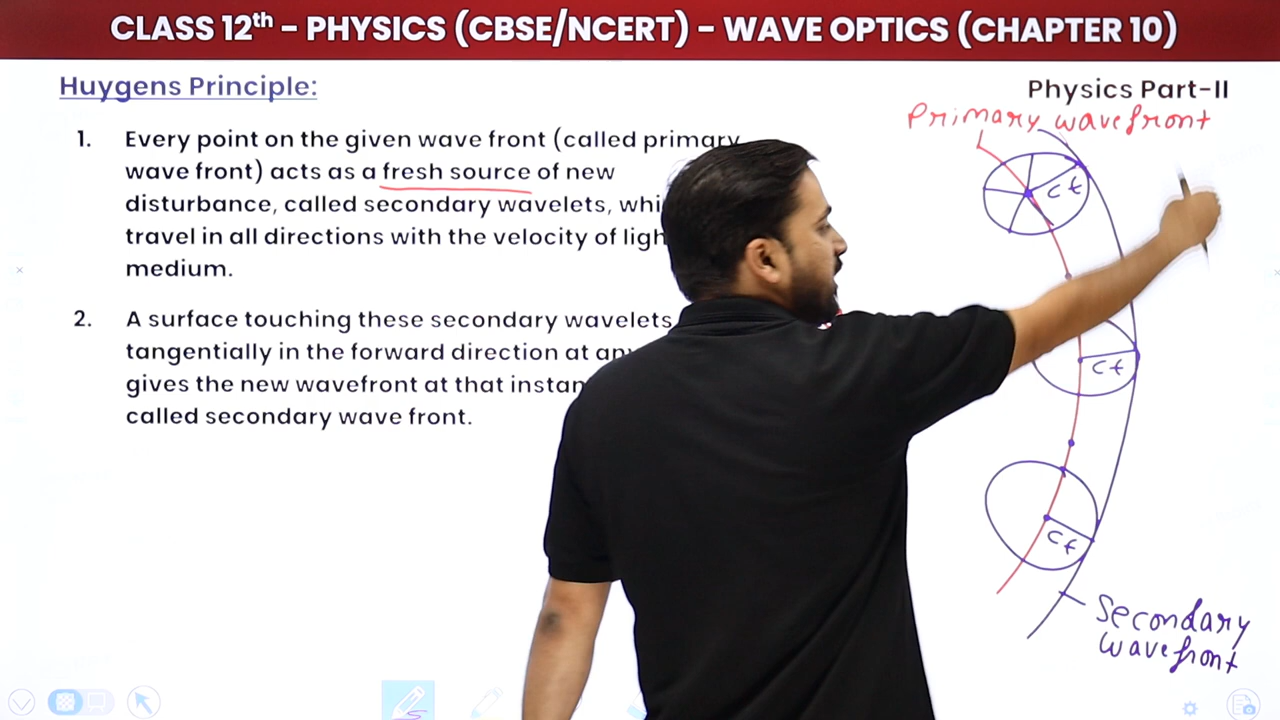 CLASS 12th – PHYSICS (CBSE/NCERT) – WAVE OPTICS (CHAPTER 10)
Huygens Principle:
Physics Part-II
Primary wavefront
1. Every point on the given wave front (called primary
wave front) acts as a fresh source of new
disturbance, called secondary wavelets,
travel in all directions with the velocity of
medium.
2. A surface touching these secondary wavelets
tangentially in the forward direction at
gives the new wavefront at that
called secondary wave front.
ct
ct
ct
Secondary
wavefront